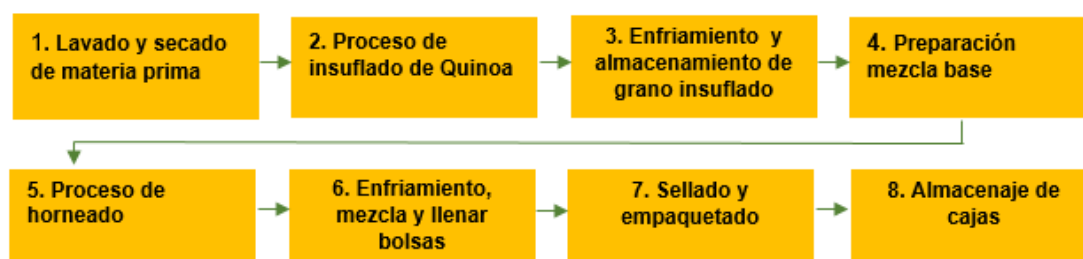 1. Lavado y secado
de materia prima
2. Proceso de
insuflado de Quinoa
3. Enfriamiento y
almacenamiento de
grano insuflado
4. Preparación
mezcla base
5. Proceso de
horneado
6. Enfriamiento,
mezcla y llenar
bolsas
7. Sellado y
empaquetado
8. Almacenaje de
cajas